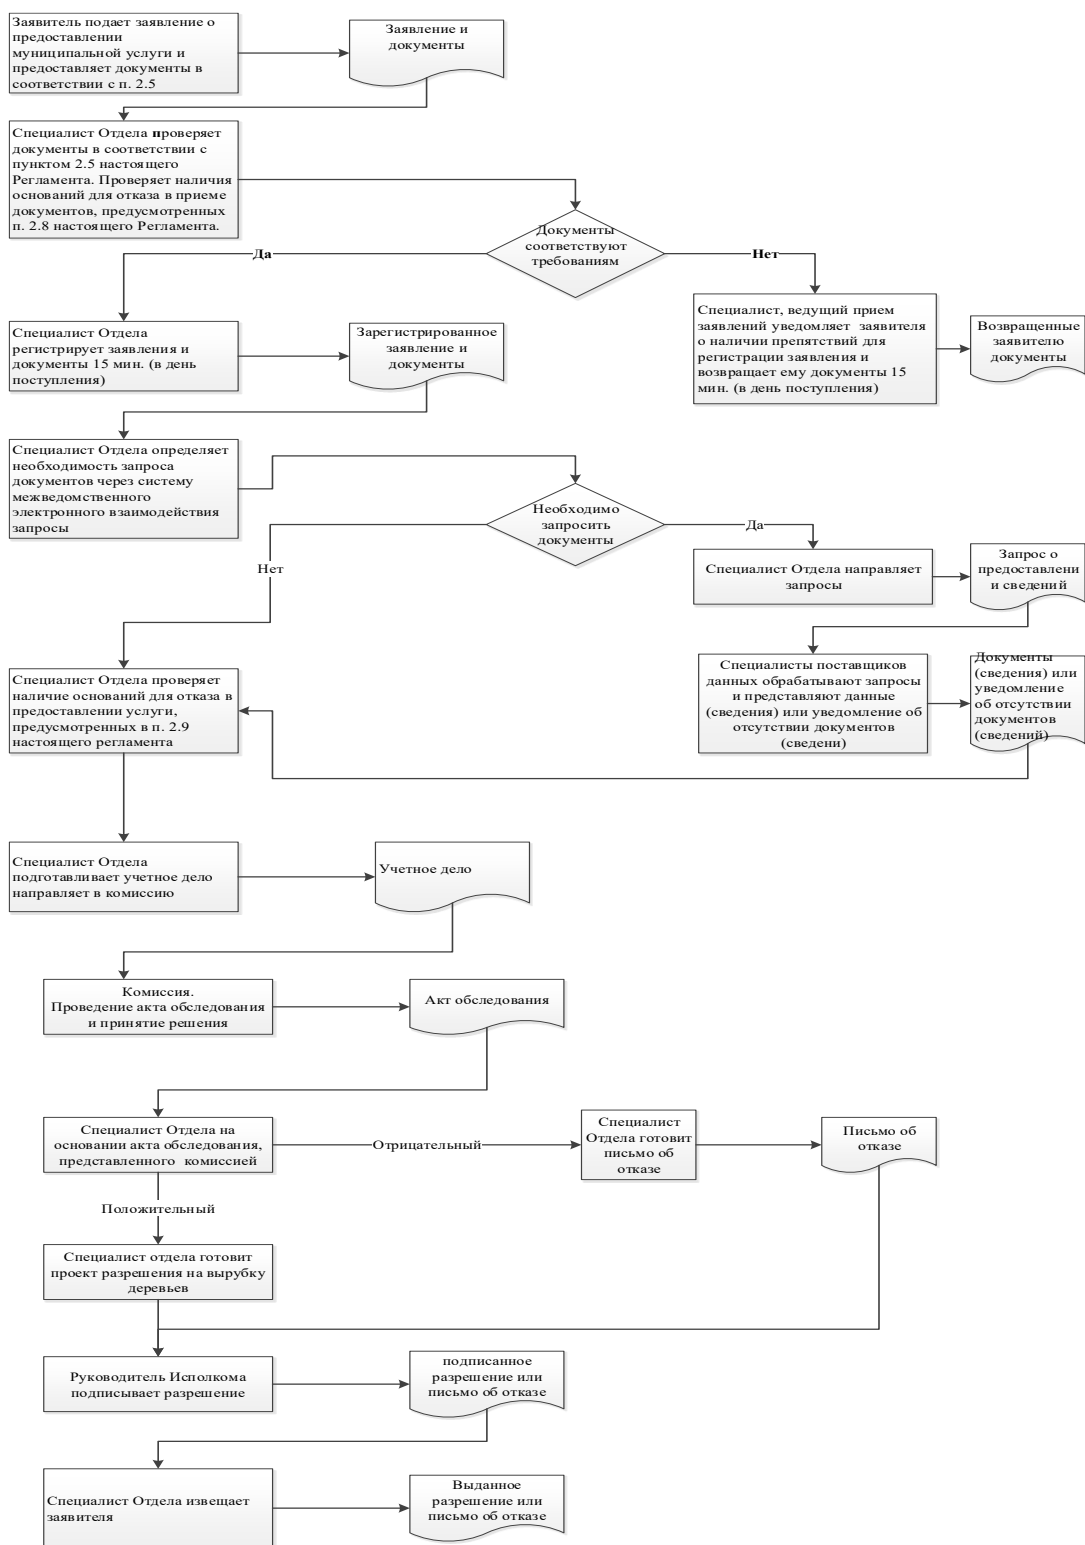 Заявитель подает заявление о
предоставлении
муниципальной услуги и
предоставляет документы в
соответствии с п. 2.5
Заявление и
документы
Специалист Отдела проверяет
документы в соответствии с
пунктом 2.5 настоящего
Регламента. Проверяет наличия
оснований для отказа в приеме
документов, предусмотренных
п. 2.8 настоящего Регламента.
Документы
соответствуют
требованиям
Да
Нет
Специалист Отдела
регистрирует заявления и
документы 15 мин. (в день
поступления)
Зарегистрированное
заявление и
документы
Специалист, ведущий прием
заявлений уведомляет заявителя
о наличии препятствий для
регистрации заявления и
возвращает ему документы 15
мин. (в день поступления)
Возвращенные
заявителю
документы
Специалист Отдела определяет
необходимость запроса
документов через систему
межведомственного
электронного взаимодействия
запросы
Необходимо
запросить
документы
Да
Нет
Специалист Отдела направляет
запросы
Запрос о
предоставлени
и сведений
Специалисты поставщиков
данных обрабатывают запросы
и представляют данные
(сведения) или уведомление об
отсутствии документов
(сведени)
Документы
(сведения) или
уведомление
об отсутствии
документов
(сведений)
Специалист Отдела проверяет
наличие оснований для отказа в
предоставлении услуги,
предусмотренных в п. 2.9
настоящего регламента
Специалист Отдела
подготавливает учетное дело
направляет в комиссию
Учетное дело
Комиссия.
Проведение акта обследования
и принятие решения
Акт обследования
Специалист Отдела на
основании акта обследования,
представленного комиссией
Отрицательный
Специалист
Отдела готовит
письмо об
отказе
Письмо об
отказе
Положительный
Специалист отдела готовит
проект разрешения на вырубку
деревьев
Руководитель Исполкома
подписывает разрешение
подписанное
разрешение или
письмо об отказе
Специалист Отдела извещает
заявителя
Выданное
разрешение или
письмо об отказе